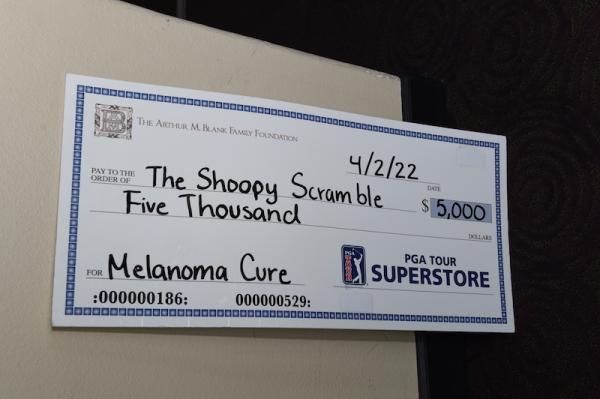 THE ARTHUR M. BLANK FAMILY FOUNDATION
4/2/22
DATE
PAY TO THE
ORDER OF
The Shoopy Scramble
$ 5,000
Five Thousand
DOLLARS
FOR Melanoma Cure
PGA TOUR
SUPERSTORE
:000000186: 000000529: